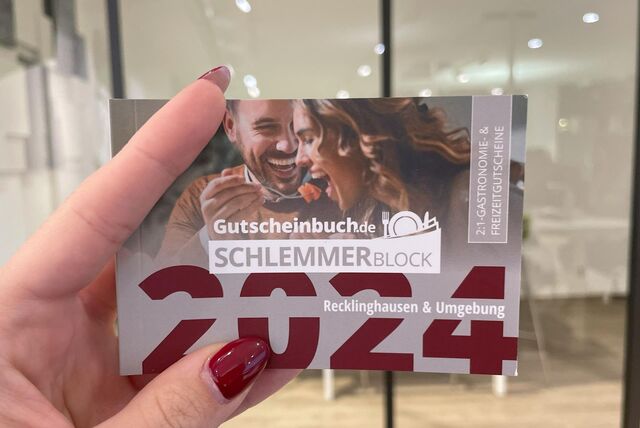 2:1-GASTRONOMIE- &
FREIZEITGUTSCHEINE
Gutscheinbuch.de
SCHLEMMERBLOCK
2024
Recklinghausen & Umgebung